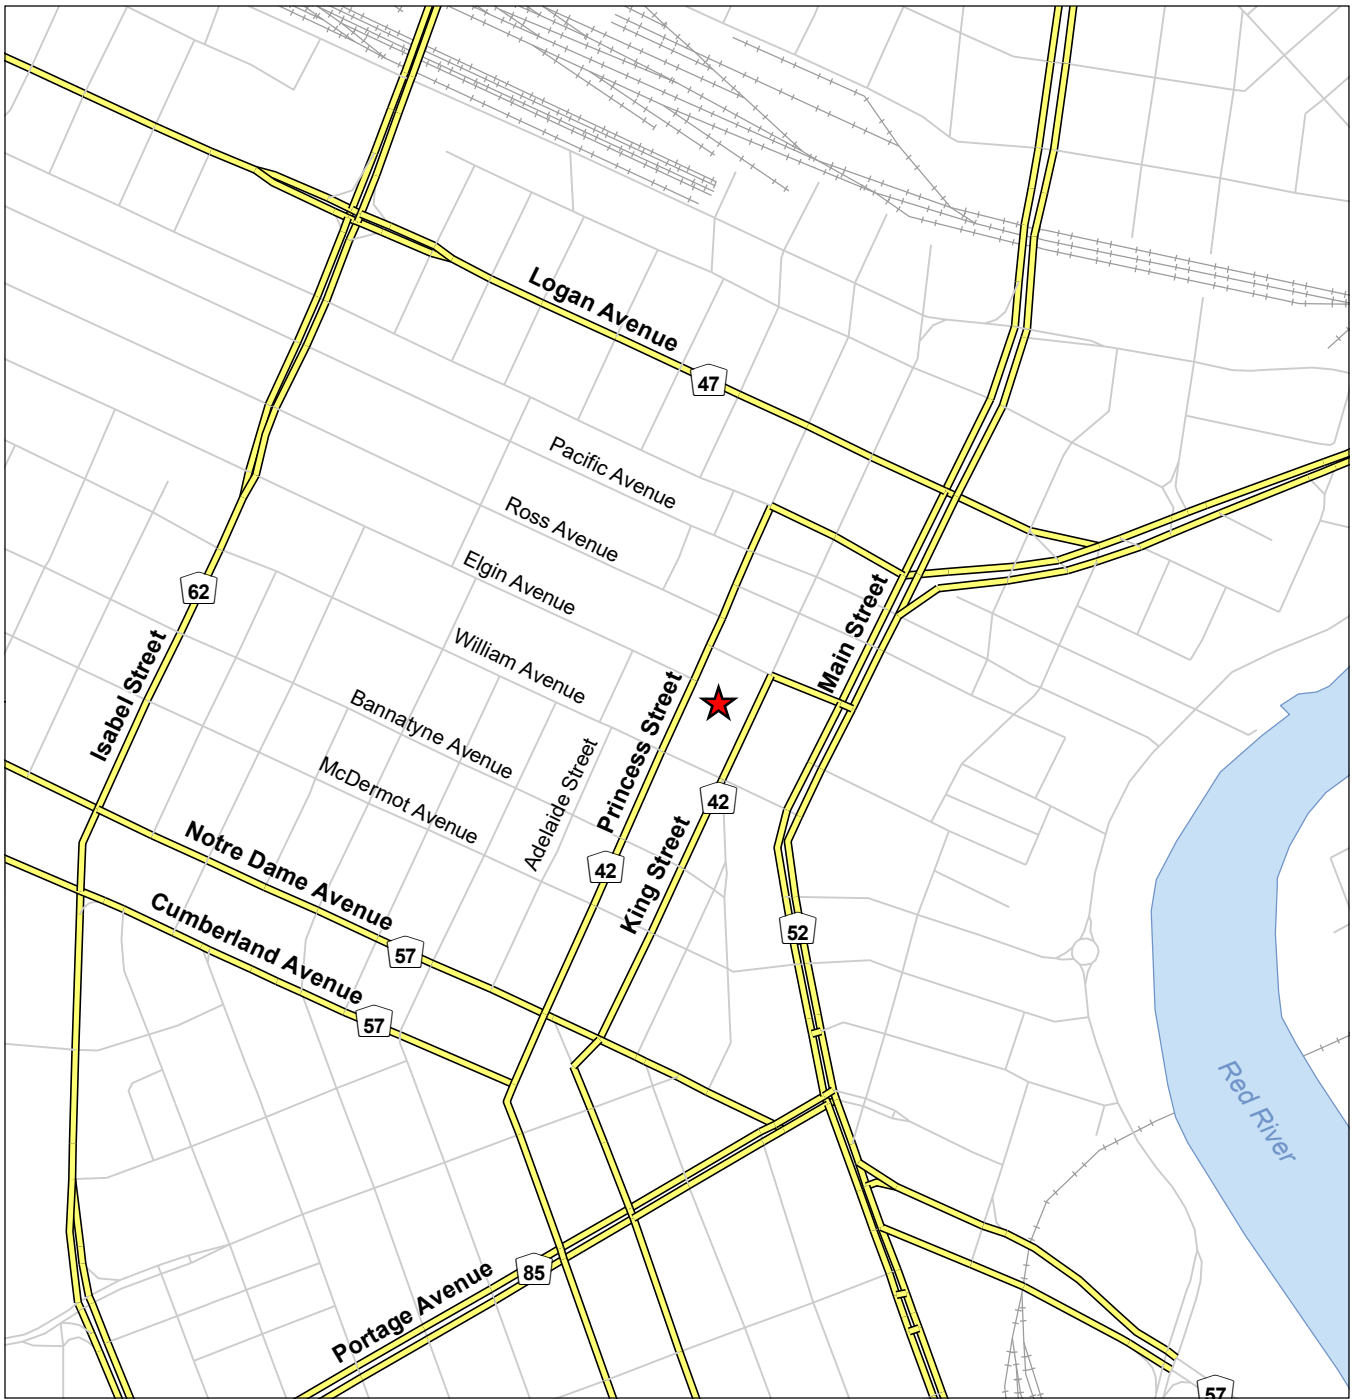 Logan Avenue
47
Pacific Avenue
Ross Avenue
Elgin Avenue
62
Main Street
William Avenue
Isabel Street
Princess Street
Bannatyne Avenue
Adelaide Street
McDermot Avenue
42
King Street
Notre Dame Avenue
42
Cumberland Avenue
52
57
57
Red River
85
Portage Avenue
57